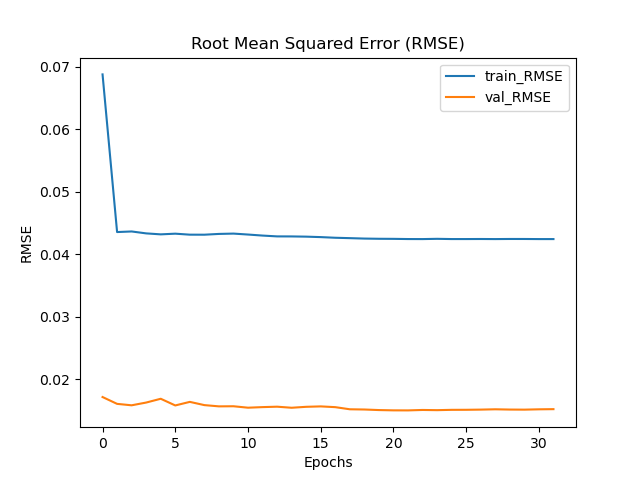 Root Mean Squared Error (RMSE)
train_RMSE
val_RMSE
0.07
0.06
0.05
0.04
0.03
0.02
RMSE
0 5 10 15 20 25 30
Epochs